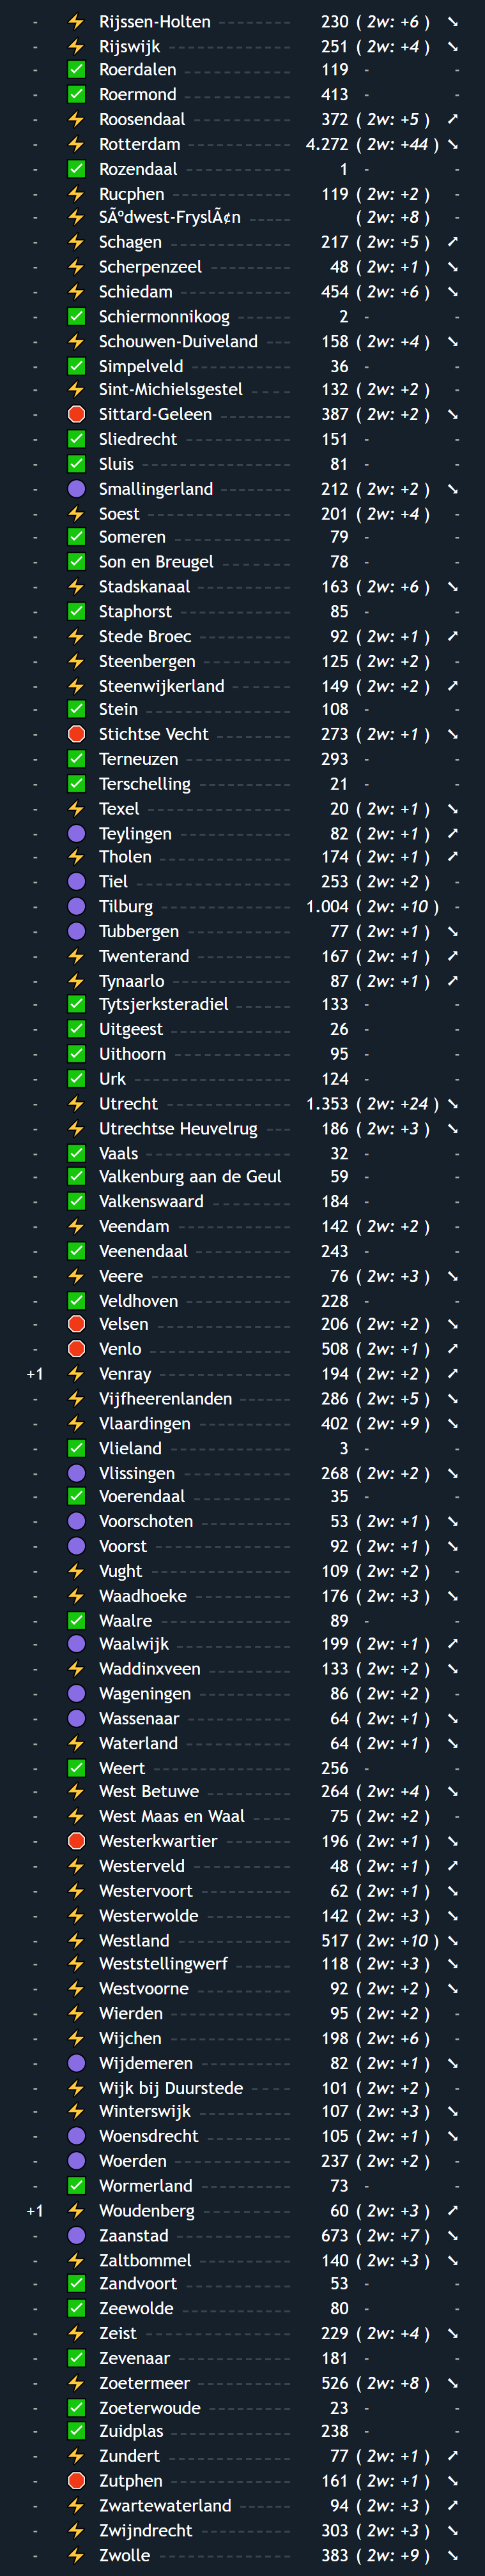 - ⚡ Rijssen-Holten 230 ( 2w: +6 ) ➘
- ⚡ Rijswijk 251 ( 2w: +4 ) ➘
- ✅ Roerdalen 119 - -
- ✅ Roermond 413 - -
- ⚡ Roosendaal 372 ( 2w: +5 ) ➚
- ⚡ Rotterdam 4.272 ( 2w: +44 ) ➘
- ✅ Rozendaal 1 - -
- ⚡ Rucphen 119 ( 2w: +2 ) -
- ⚡ SÃºdwest-FryslÃ¢n ( 2w: +8 ) -
- ⚡ Schagen 217 ( 2w: +5 ) ➚
- ⚡ Scherpenzeel 48 ( 2w: +1 ) ➘
- ⚡ Schiedam 454 ( 2w: +6 ) ➘
- ✅ Schiermonnikoog 2 - -
- ⚡ Schouwen-Duiveland 158 ( 2w: +4 ) ➘
- ✅ Simpelveld 36 - -
- ⚡ Sint-Michielsgestel 132 ( 2w: +2 ) -
- 🛑 Sittard-Geleen 387 ( 2w: +2 ) ➘
- ✅ Sliedrecht 151 - -
- ✅ Sluis 81 - -
- 🟣 Smallingerland 212 ( 2w: +2 ) ➘
- ⚡ Soest 201 ( 2w: +4 ) -
- ✅ Someren 79 - -
- ✅ Son en Breugel 78 - -
- ⚡ Stadskanaal 163 ( 2w: +6 ) ➘
- ✅ Staphorst 85 - -
- ⚡ Stede Broec 92 ( 2w: +1 ) ➚
- ⚡ Steenbergen 125 ( 2w: +2 ) -
- ⚡ Steenwijkerland 149 ( 2w: +2 ) ➚
- ✅ Stein 108 - -
- 🛑 Stichtse Vecht 273 ( 2w: +1 ) ➘
- ✅ Terneuzen 293 - -
- ✅ Terschelling 21 - -
- ⚡ Texel 20 ( 2w: +1 ) ➘
- 🟣 Teylingen 82 ( 2w: +1 ) ➚
- ⚡ Tholen 174 ( 2w: +1 ) ➚
- 🟣 Tiel 253 ( 2w: +2 ) -
- 🟣 Tilburg 1.004 ( 2w: +10 ) -
- 🟣 Tubbergen 77 ( 2w: +1 ) ➘
- ⚡ Twenterand 167 ( 2w: +1 ) ➚
- ⚡ Tynaarlo 87 ( 2w: +1 ) ➚
- ✅ Tytsjerksteradiel 133 - -
- ✅ Uitgeest 26 - -
- ✅ Uithoorn 95 - -
- ✅ Urk 124 - -
- ⚡ Utrecht 1.353 ( 2w: +24 ) ➘
- ⚡ Utrechtse Heuvelrug 186 ( 2w: +3 ) ➘
- ✅ Vaals 32 - -
- ✅ Valkenburg aan de Geul 59 - -
- ✅ Valkenswaard 184 - -
- ⚡ Veendam 142 ( 2w: +2 ) -
- ✅ Veenendaal 243 - -
- ⚡ Veere 76 ( 2w: +3 ) ➘
- ✅ Veldhoven 228 - -
- 🛑 Velsen 206 ( 2w: +2 ) ➘
- 🛑 Venlo 508 ( 2w: +1 ) ➚
+1 ⚡ Venray 194 ( 2w: +2 ) ➚
- ⚡ Vijfheerenlanden 286 ( 2w: +5 ) ➘
- ⚡ Vlaardingen 402 ( 2w: +9 ) ➘
- ✅ Vlieland 3 - -
- 🟣 Vlissingen 268 ( 2w: +2 ) ➘
- ✅ Voerendaal 35 - -
- 🟣 Voorschoten 53 ( 2w: +1 ) ➘
- 🟣 Voorst 92 ( 2w: +1 ) ➘
- ⚡ Vught 109 ( 2w: +2 ) -
- ⚡ Waadhoeke 176 ( 2w: +3 ) ➘
- ✅ Waalre 89 - -
- 🟣 Waalwijk 199 ( 2w: +1 ) ➚
- ⚡ Waddinxveen 133 ( 2w: +2 ) ➘
- 🟣 Wageningen 86 ( 2w: +2 ) -
- 🟣 Wassenaar 64 ( 2w: +1 ) ➘
- ⚡ Waterland 64 ( 2w: +1 ) ➘
- ✅ Weert 256 - -
- ⚡ West Betuwe 264 ( 2w: +4 ) ➘
- ⚡ West Maas en Waal 75 ( 2w: +2 ) -
- 🛑 Westerkwartier 196 ( 2w: +1 ) ➘
- ⚡ Westerveld 48 ( 2w: +1 ) ➚
- ⚡ Westervoort 62 ( 2w: +1 ) ➘
- ⚡ Westerwolde 142 ( 2w: +3 ) ➘
- ⚡ Westland 517 ( 2w: +10 ) ➘
- ⚡ Weststellingwerf 118 ( 2w: +3 ) ➘
- ⚡ Westvoorne 92 ( 2w: +2 ) ➘
- ⚡ Wierden 95 ( 2w: +2 ) -
- ⚡ Wijchen 198 ( 2w: +6 ) -
- 🟣 Wijdemeren 82 ( 2w: +1 ) ➘
- ⚡ Wijk bij Duurstede 101 ( 2w: +2 ) -
- ⚡ Winterswijk 107 ( 2w: +3 ) ➘
- 🟣 Woensdrecht 105 ( 2w: +1 ) ➘
- 🟣 Woerden 237 ( 2w: +2 ) -
- ✅ Wormerland 73 - -
+1 ⚡ Woudenberg 60 ( 2w: +3 ) ➚
- 🟣 Zaanstad 673 ( 2w: +7 ) ➘
- ⚡ Zaltbommel 140 ( 2w: +3 ) ➘
- ✅ Zandvoort 53 - -
- ✅ Zeewolde 80 - -
- ⚡ Zeist 229 ( 2w: +4 ) ➘
- ✅ Zevenaar 181 - -
- ⚡ Zoetermeer 526 ( 2w: +8 ) ➘
- ✅ Zoeterwoude 23 - -
- ✅ Zuidplas 238 - -
- ⚡ Zundert 77 ( 2w: +1 ) ➚
- 🛑 Zutphen 161 ( 2w: +1 ) ➘
- ⚡ Zwartewaterland 94 ( 2w: +3 ) ➚
- ⚡ Zwijndrecht 303 ( 2w: +3 ) ➘
- ⚡ Zwolle 383 ( 2w: +9 ) ➘